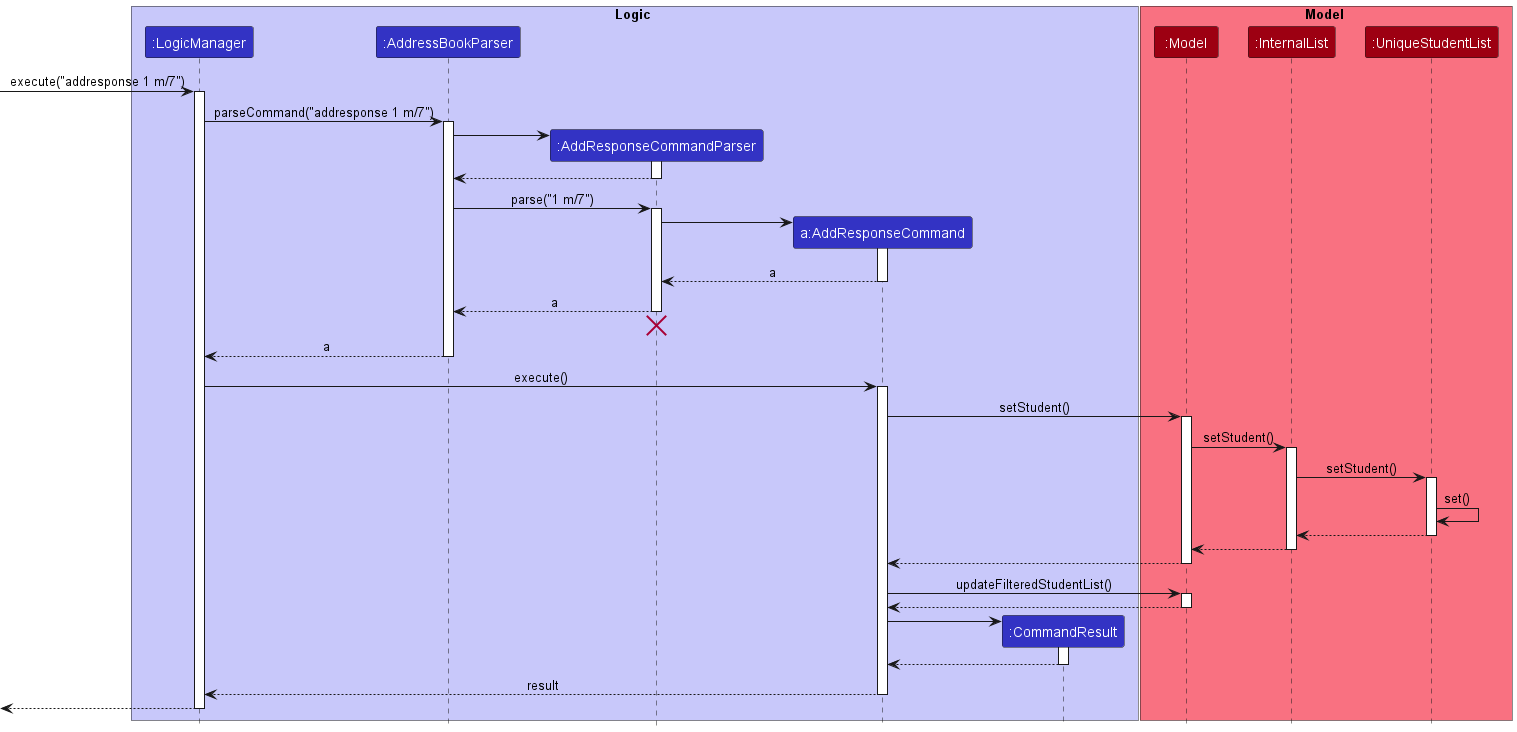 Logic
Model
:LogicManager
:AddressBookParser
:Model
:InternalList
:UniqueStudentList
execute("addresponse 1 m/7")
parseCommand("addresponse 1 m/7")
:AddResponseCommandParser
parse("1 m/7")
a:AddResponseCommand
a
a
a
execute()
setStudent()
setStudent()
setStudent()
set()
updateFilteredStudentList()
:CommandResult
result